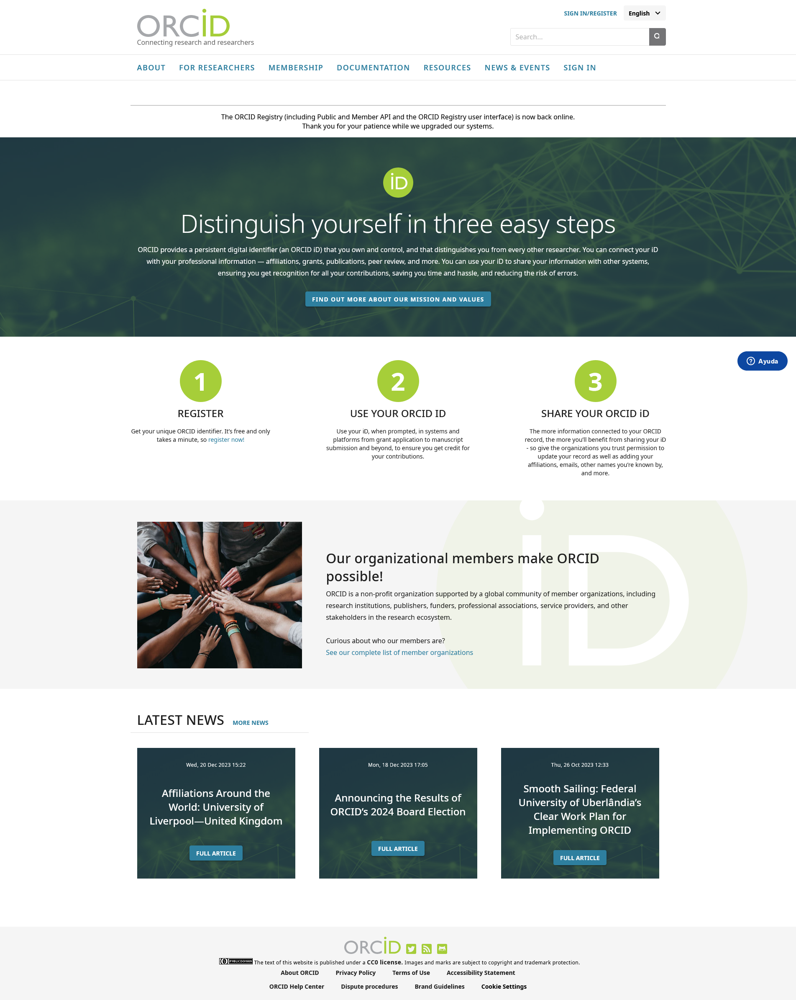 ORCID
Connecting research and researchers
SIGN IN/REGISTER
English
Search...
ABOUT FOR RESEARCHERS MEMBERSHIP DOCUMENTATION RESOURCES NEWS & EVENTS SIGN IN
The ORCID Registry (including Public and Member API and the ORCID Registry user interface) is now back online.
Thank you for your patience while we upgraded our systems.
iD
Distinguish yourself in three easy steps
ORCID provides a persistent digital identifier (an ORCID iD) that you own and control, and that distinguishes you from every other researcher. You can connect your iD
with your professional information — affiliations, grants, publications, peer review, and more. You can use your iD to share your information with other systems,
ensuring you get recognition for all your contributions, saving you time and hassle, and reducing the risk of errors.
FIND OUT MORE ABOUT OUR MISSION AND VALUES
Ayuda
1
REGISTER
Get your unique ORCID identifier. It's free and only
takes a minute, so register now!
2
USE YOUR ORCID ID
Use your iD, when prompted, in systems and
platforms from grant application to manuscript
submission and beyond, to ensure you get credit for
your contributions.
3
SHARE YOUR ORCID iD
The more information connected to your ORCID
record, the more you'll benefit from sharing your iD
- so give the organizations you trust permission to
update your record as well as adding your
affiliations, emails, other names you’re known by,
and more.
iD
Our organizational members make ORCID
possible!
ORCID is a non-profit organization supported by a global community of member organizations, including
research institutions, publishers, funders, professional associations, service providers, and other
stakeholders in the research ecosystem.
Curious about who our members are?
See our complete list of member organizations
LATEST NEWS MORE NEWS
Wed, 20 Dec 2023 15:22
Affiliations Around the
World: University of
Liverpool—United Kingdom
FULL ARTICLE
Mon, 18 Dec 2023 17:05
Announcing the Results of
ORCID’s 2024 Board Election
FULL ARTICLE
Thu, 26 Oct 2023 12:33
Smooth Sailing: Federal
University of Uberlândia’s
Clear Work Plan for
Implementing ORCID
FULL ARTICLE
ORCID
PUBLIC DOMAIN The text of this website is published under a CC0 license. Images and marks are subject to copyright and trademark protection.
About ORCID Privacy Policy Terms of Use Accessibility Statement
ORCID Help Center Dispute procedures Brand Guidelines Cookie Settings